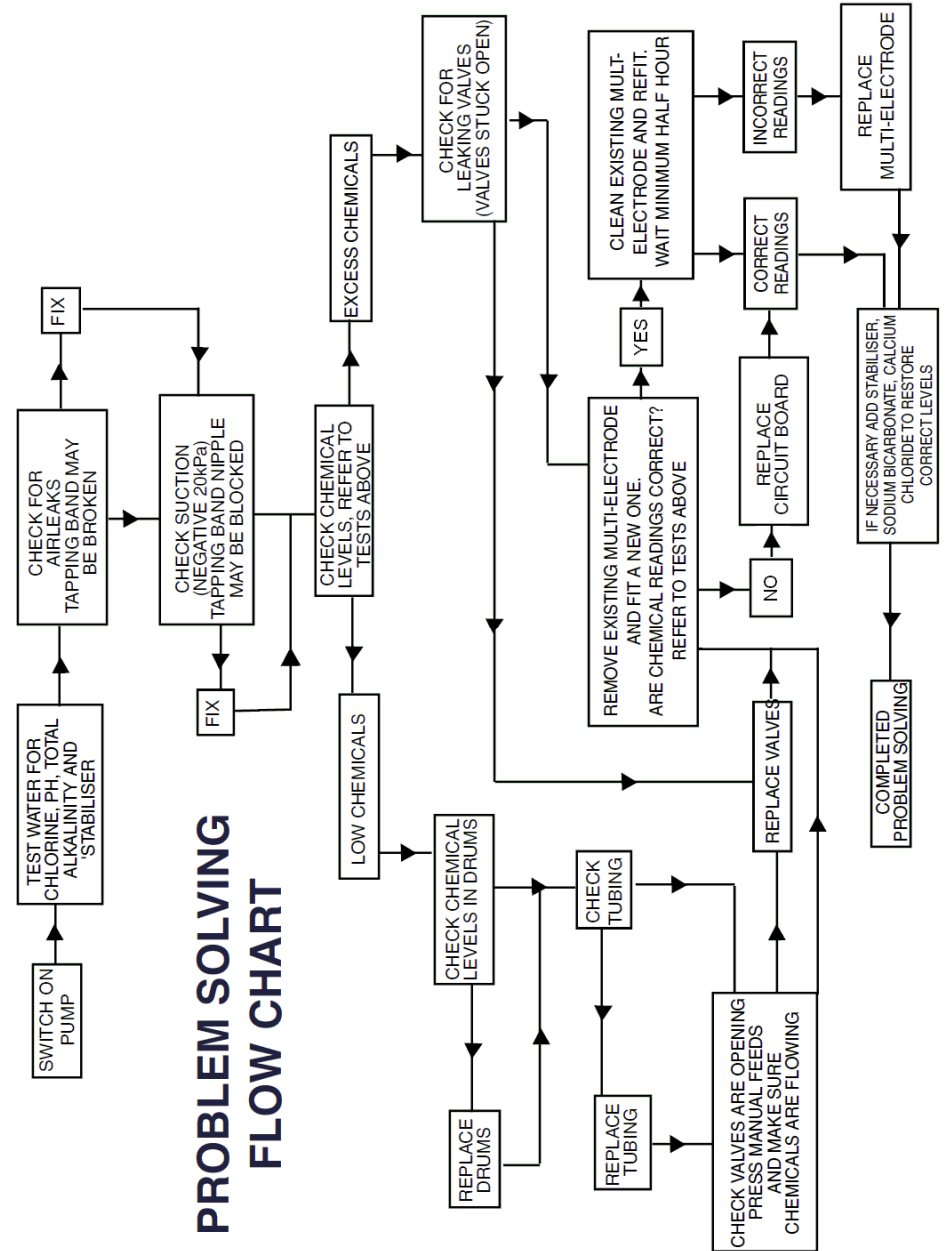 PROBLEM SOLVING
FLOW CHART
SWITCH ON
PUMP
TEST WATER FOR
CHLORINE, PH, TOTAL
ALKALINITY AND
'STABILISER
CHECK FOR
AIRLEAKS
TAPPING BAND MAY
BE BROKEN
FIX
CHECK SUCTION
(NEGATIVE 20kPa)
TAPPING BAND NIPPLE
MAY BE BLOCKED
FIX
CHECK CHEMICAL
LEVELS, REFER TO
TESTS ABOVE
LOW CHEMICALS
EXCESS CHEMICALS
CHECK CHEMICAL
LEVELS IN DRUMS
REPLACE
DRUMS
CHECK FOR
LEAKING VALVES
(VALVES STUCK OPEN)
CHECK
TUBING
REPLACE
TUBING
CHECK VALVES ARE OPENING
PRESS MANUAL FEEDS
AND MAKE SURE
CHEMICALS ARE FLOWING
REPLACE VALVES
REMOVE EXISTING MULTI-ELECTRODE
AND FIT A NEW ONE.
ARE CHEMICAL READINGS CORRECT?
REFER TO TESTS ABOVE
YES
NO
CLEAN EXISTING MULT-
ELECTRODE AND REFIT.
WAIT MINIMUM HALF HOUR
REPLACE
CIRCUIT BOARD
CORRECT
READINGS
INCORRECT
READINGS
REPLACE
MULTI-ELECTRODE
IF NECESSARY ADD STABILISER,
SODIUM BICARBONATE, CALCIUM
CHLORIDE TO RESTORE
CORRECT LEVELS
COMPLETED
PROBLEM SOLVING